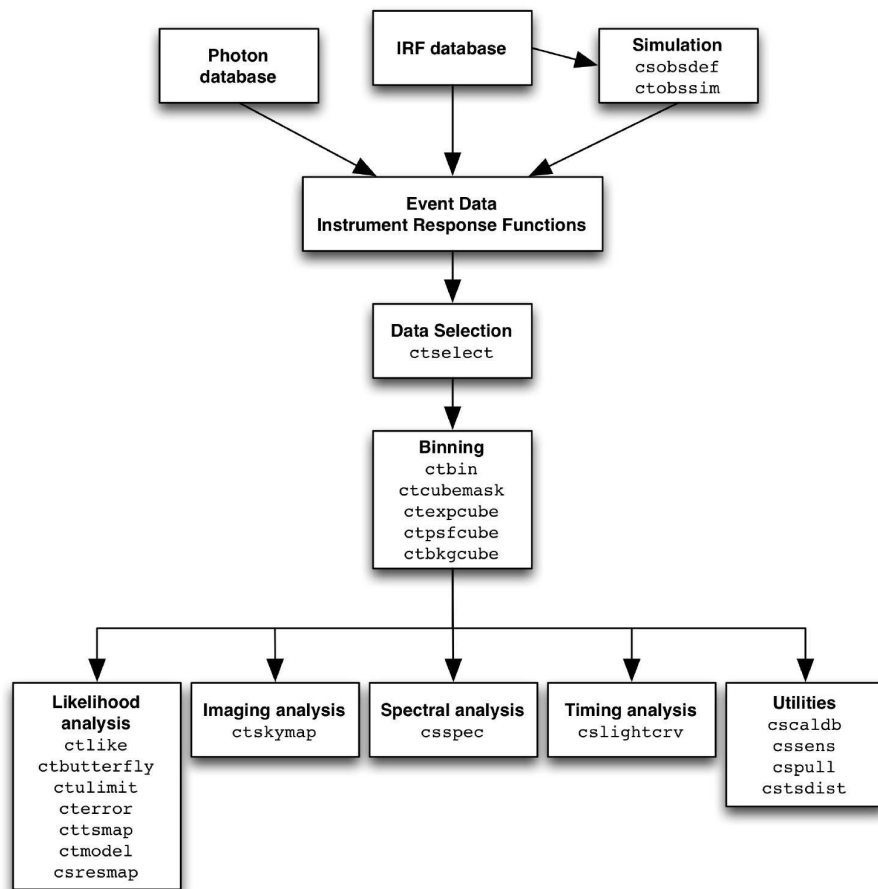 Photon
database
IRF database
Simulation
csobsdef
ctobssim
Event Data
Instrument Response Functions
Data Selection
ctselect
Binning
ctbin
ctcubemask
ctexpcube
ctpsfcube
ctbkgcube
Likelihood
analysis
ctlike
ctbutterfly
ctulimit
cterror
cttsmap
ctmodel
csresmap
Imaging analysis
ctskymap
Spectral analysis
csspec
Timing analysis
cslightcrv
Utilities
cscaldb
cssens
cspull
cstsdist